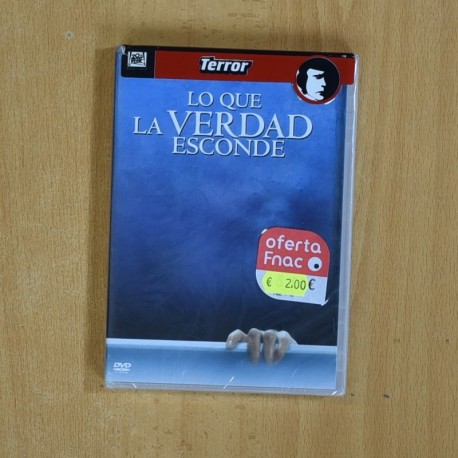 Terror
LO QUE
LA VERDAD
ESCONDE
oferta
Fnac
€ 2.00 €
DVD